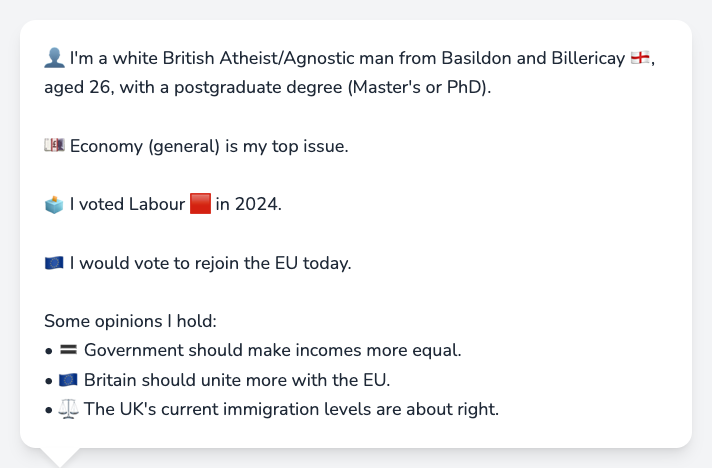 👤 I'm a white British Atheist/Agnostic man from Basildon and Billericay 🏴󠁧󠁢󠁥󠁮󠁧󠁿,
aged 26, with a postgraduate degree (Master's or PhD).
💷 Economy (general) is my top issue.
🗳️ I voted Labour 🟥 in 2024.
🇪🇺 I would vote to rejoin the EU today.
Some opinions I hold:
• 🟰 Government should make incomes more equal.
• 🇪🇺 Britain should unite more with the EU.
• ⚖️ The UK's current immigration levels are about right.